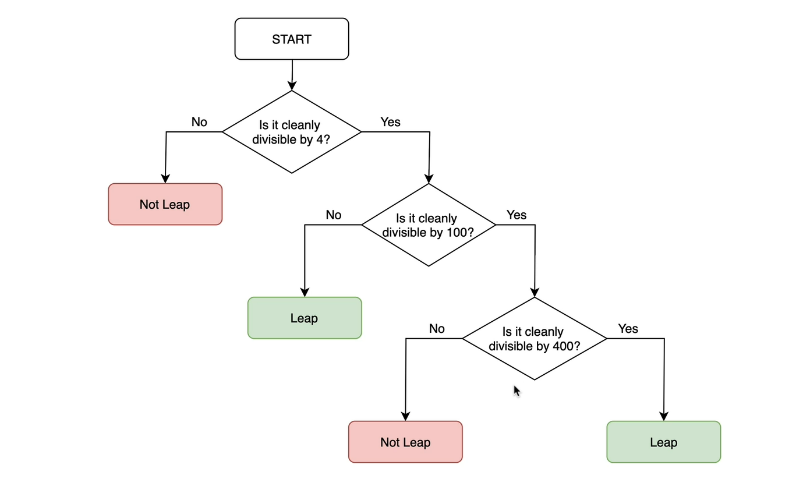 START
Is it cleanly
divisible by 4?
No
Yes
Not Leap
Is it cleanly
divisible by 100?
No
Yes
Leap
Is it cleanly
divisible by 400?
No
Yes
Not Leap
Leap